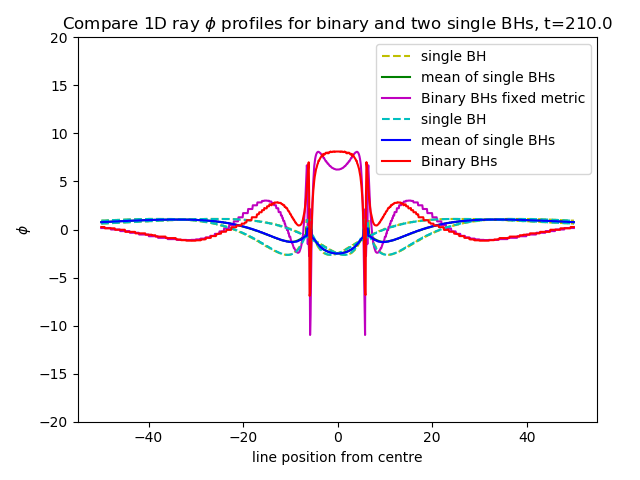 Compare 1D ray ϕ profiles for binary and two single BHs, t=210.0
20
15
10
5
0
−5
−10
−15
−20
ϕ
single BH
mean of single BHs
Binary BHs fixed metric
single BH
mean of single BHs
Binary BHs
−40 −20 0 20 40
line position from centre